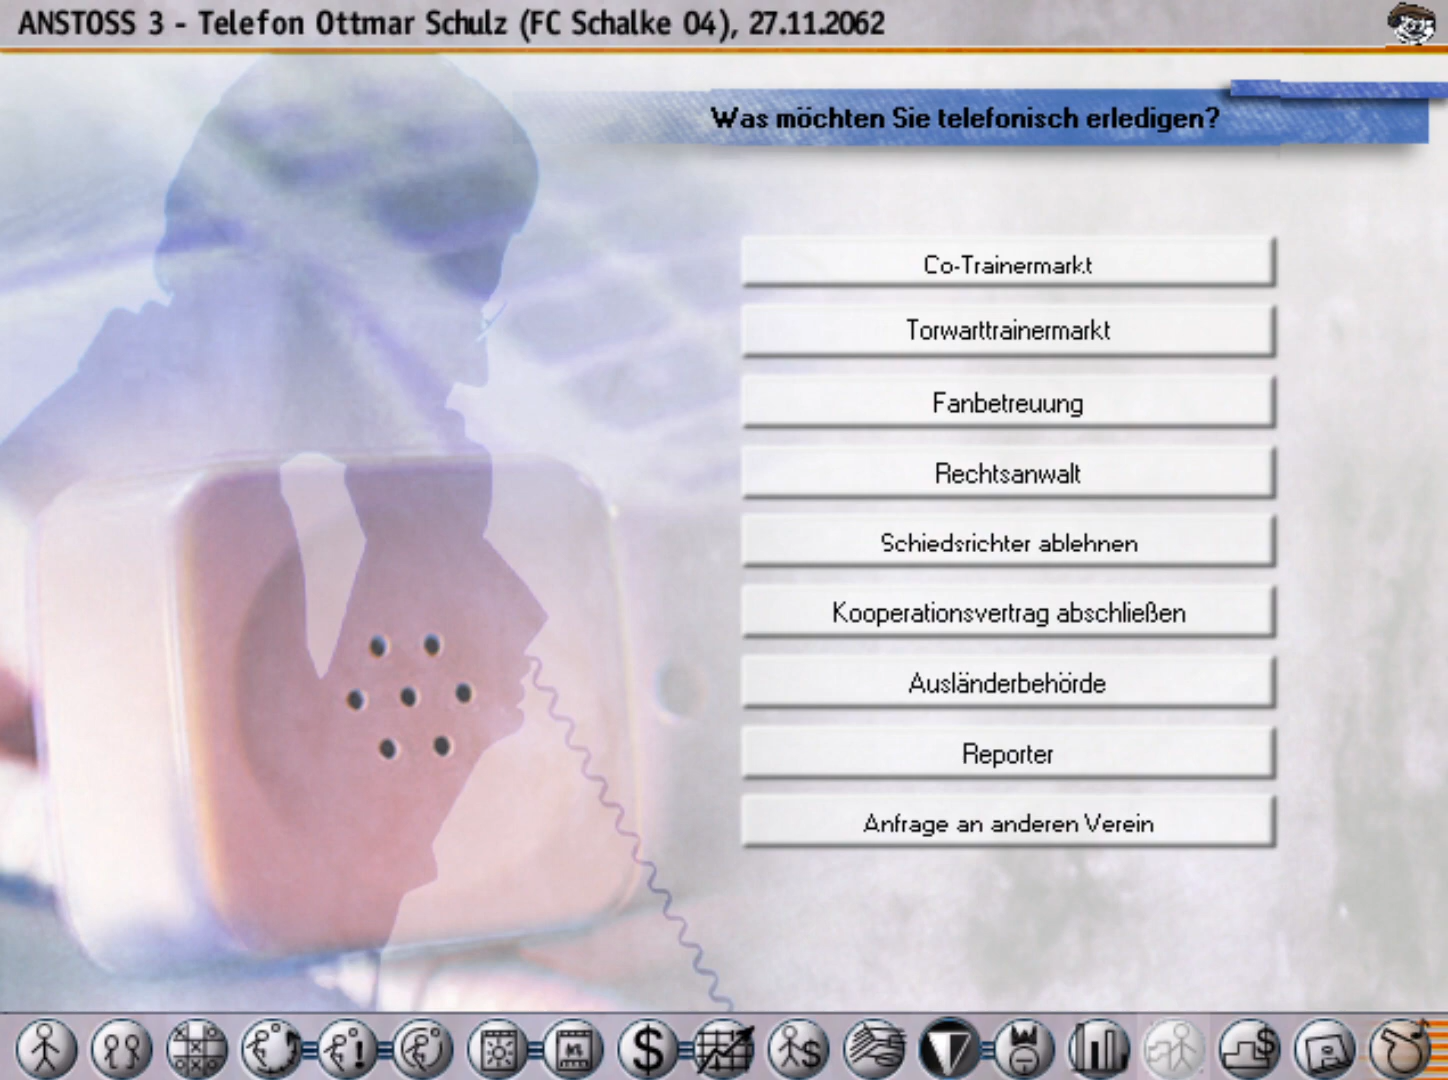 ANSTOSS 3 - Telefon Ottmar Schulz (FC Schalke 04), 27.11.2062
Was möchten Sie telefonisch erledigen?
Co-Trainermarkt
Torwarttrainermarkt
Fanbetreuung
Rechtsanwalt
Schiedsrichter ablehnen
Kooperationsvertrag abschließen
Ausländerbehörde
Reporter
Anfrage an anderen Verein